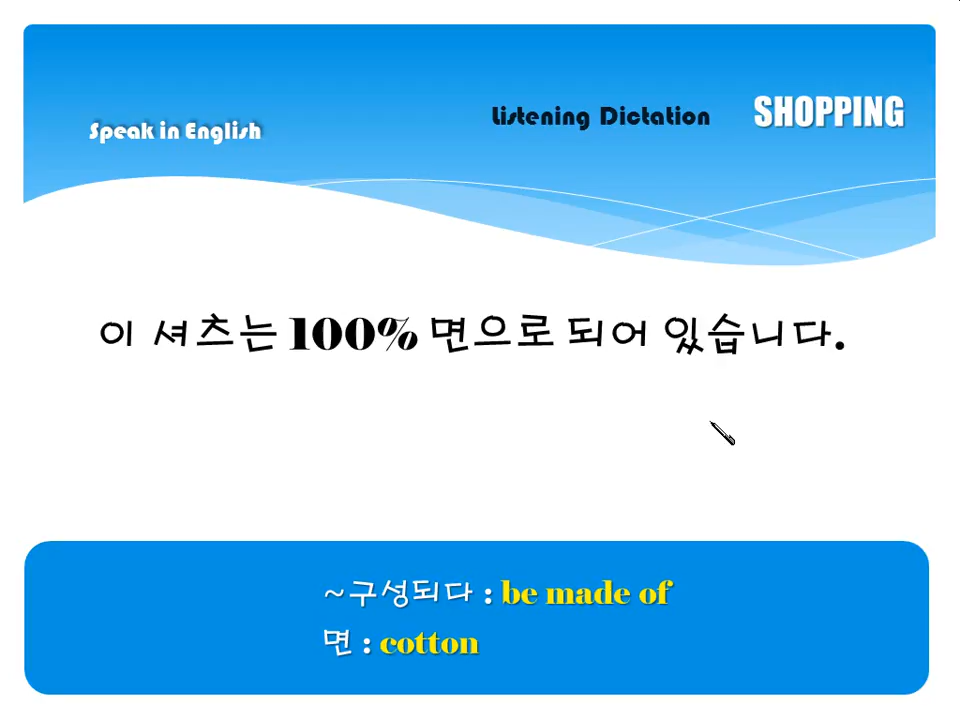 Speak in English
Listening Dictation
SHOPPING
이 셔츠는 100% 면으로 되어 있습니다.
~구성되다 : be made of
면 : cotton